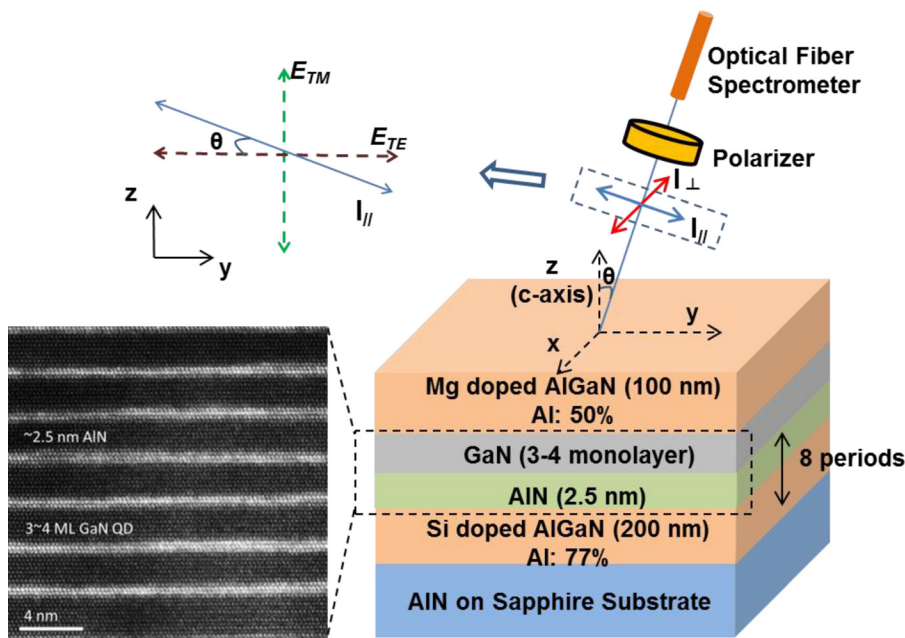 E_TM
θ
E_TE
I_//
z
y
Optical Fiber
Spectrometer
Polarizer
I_⊥
I_//
z
(c-axis)
θ
y
x
Mg doped AlGaN (100 nm)
Al: 50%
GaN (3-4 monolayer)
AlN (2.5 nm)
8 periods
Si doped AlGaN (200 nm)
Al: 77%
AlN on Sapphire Substrate
~2.5 nm AlN
3~4 ML GaN QD
4 nm